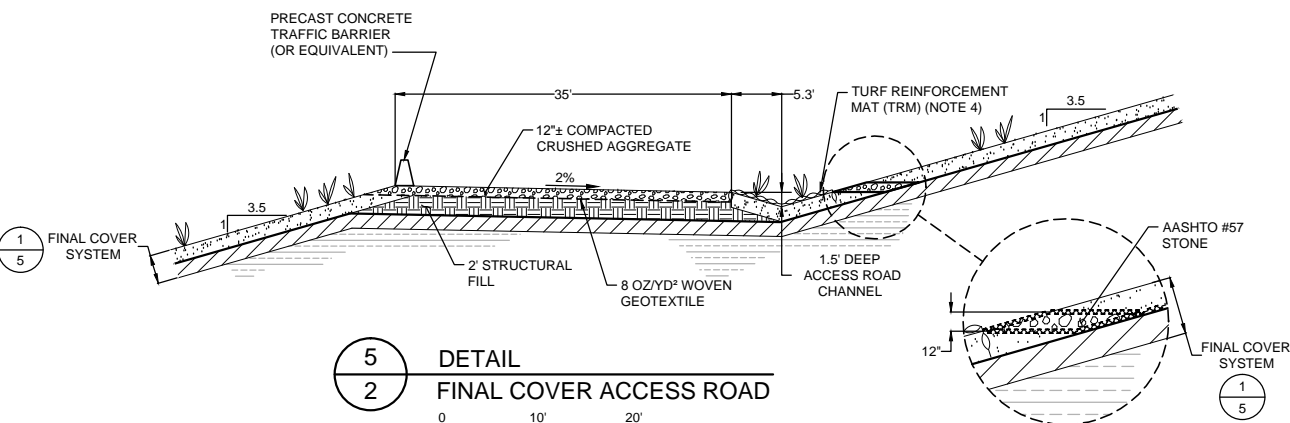 PRECAST CONCRETE
TRAFFIC BARRIER
(OR EQUIVALENT)
35'
5.3'
TURF REINFORCEMENT
MAT (TRM) (NOTE 4)
3.5
1
12"± COMPACTED
CRUSHED AGGREGATE
2%
3.5
1
1
5
FINAL COVER
SYSTEM
2' STRUCTURAL
FILL
8 OZ/YD² WOVEN
GEOTEXTILE
1.5' DEEP
ACCESS ROAD
CHANNEL
AASHTO #57
STONE
12"
FINAL COVER
SYSTEM
1
5
5
2
DETAIL
FINAL COVER ACCESS ROAD
0 10' 20'